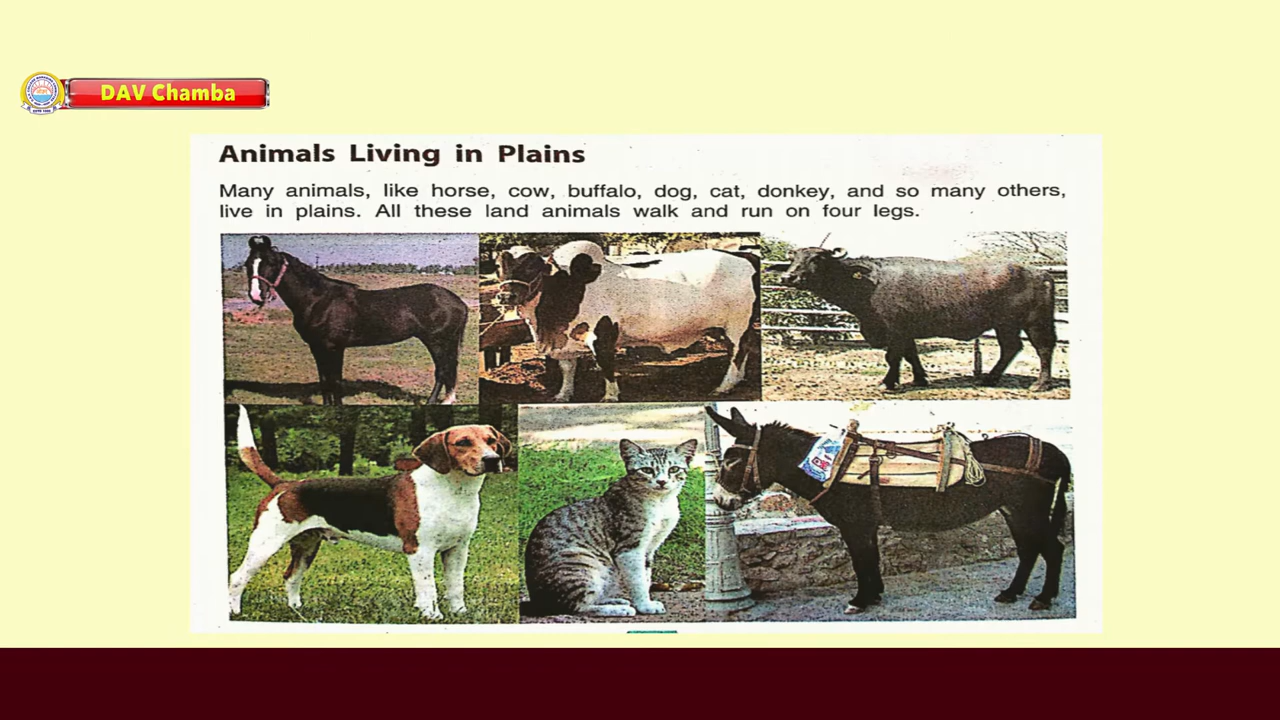 DAV Chamba
Animals Living in Plains
Many animals, like horse, cow, buffalo, dog, cat, donkey, and so many others,
live in plains. All these land animals walk and run on four legs.